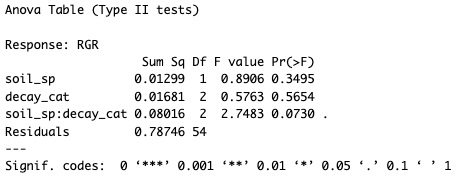 Anova Table (Type II tests)
Response: RGR
Sum Sq Df F value Pr(>F)
soil_sp 0.01299 1 0.8906 0.3495
decay_cat 0.01681 2 0.5763 0.5654
soil_sp:decay_cat 0.08016 2 2.7483 0.0730 .
Residuals 0.78746 54
---
Signif. codes: 0 ‘***’ 0.001 ‘**’ 0.01 ‘*’ 0.05 ‘.’ 0.1 ‘ ’ 1